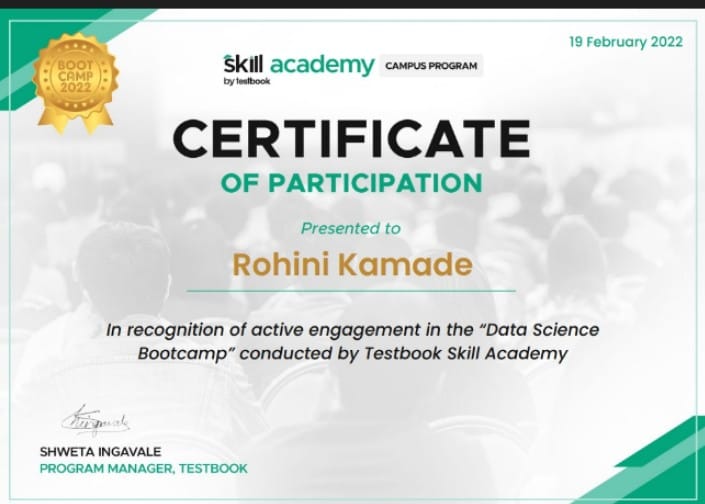 BOOT
CAMP
2022
19 February 2022
skill academy CAMPUS PROGRAM
by testbook
CERTIFICATE
OF PARTICIPATION
Presented to
Rohini Kamade
In recognition of active engagement in the “Data Science
Bootcamp” conducted by Testbook Skill Academy
SHWETA INGAVALE
PROGRAM MANAGER, TESTBOOK